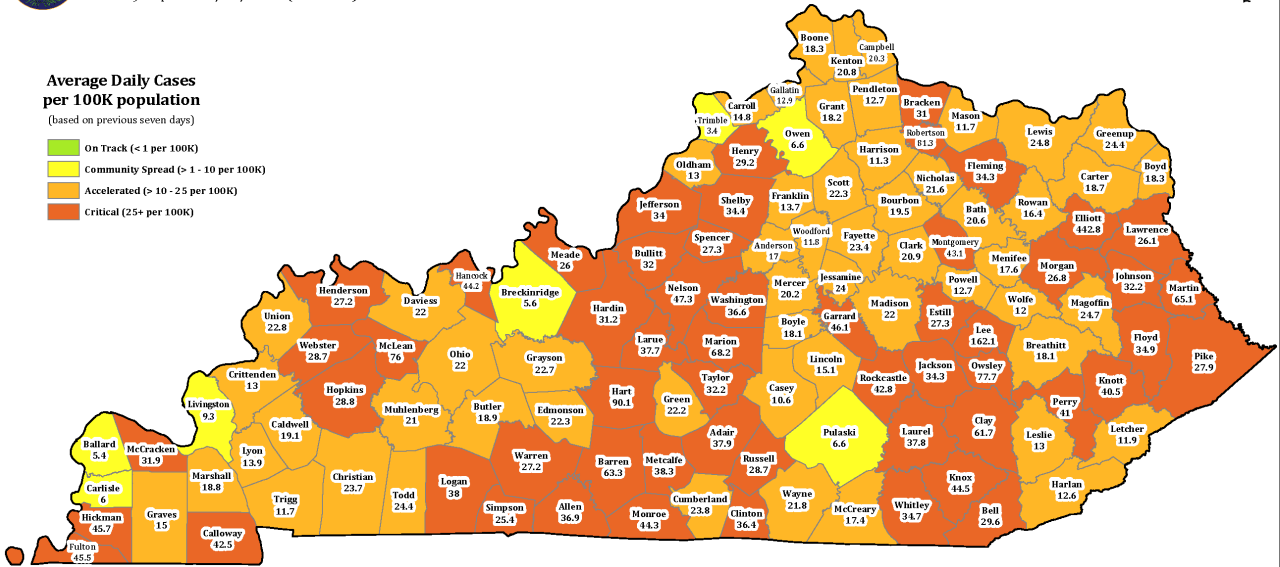 Average Daily Cases
per 100K population
(based on previous seven days)
On Track (< 1 per 100K)
Community Spread (> 1 - 10 per 100K)
Accelerated (> 10 - 25 per 100K)
Critical (25+ per 100K)
Boone
18.3
Kenton
20.8
Campbell
20.3
Gallatin
12.9
Carroll
14.8
Trimble
3.4
Owen
6.6
Grant
18.2
Pendleton
12.7
Bracken
31
Mason
11.7
Robertson
81.3
Lewis
24.8
Greenup
24.4
Boyd
18.3
Carter
18.7
Oldham
13
Henry
29.2
Harrison
11.3
Fleming
34.3
Nicholas
21.6
Scott
22.3
Franklin
13.7
Bourbon
19.5
Bath
20.6
Rowan
16.4
Elliott
442.8
Lawrence
26.1
Jefferson
34
Shelby
34.4
Spencer
27.3
Anderson
17
Woodford
11.8
Fayette
23.4
Clark
20.9
Montgomery
43.1
Menifee
17.6
Morgan
26.8
Johnson
32.2
Martin
65.1
Meade
26
Bullitt
32
Hancock
44.2
Breckinridge
5.6
Henderson
27.2
Daviess
22
Union
22.8
Hardin
31.2
Nelson
47.3
Washington
36.6
Mercer
20.2
Jessamine
24
Madison
22
Powell
12.7
Wolfe
12
Magoffin
24.7
Garrard
46.1
Estill
27.3
Boyle
18.1
Lee
162.1
Breathitt
18.1
Floyd
34.9
Pike
27.9
Webster
28.7
McLean
76
Ohio
22
Grayson
22.7
Larue
37.7
Marion
68.2
Lincoln
15.1
Rockcastle
42.8
Jackson
34.3
Owsley
77.7
Knott
40.5
Perry
41
Crittenden
13
Hopkins
28.8
Muhlenberg
21
Butler
18.9
Edmonson
22.3
Hart
90.1
Green
22.2
Taylor
32.2
Casey
10.6
Pulaski
6.6
Laurel
37.8
Clay
61.7
Leslie
13
Letcher
11.9
Livingston
9.3
Caldwell
19.1
Lyon
13.9
Ballard
5.4
McCracken
31.9
Marshall
18.8
Carlisle
6
Christian
23.7
Todd
24.4
Trigg
11.7
Logan
38
Warren
27.2
Barren
63.3
Metcalfe
38.3
Adair
37.9
Russell
28.7
Wayne
21.8
McCreary
17.4
Whitley
34.7
Knox
44.5
Bell
29.6
Harlan
12.6
Hickman
45.7
Fulton
45.5
Graves
15
Calloway
42.5
Simpson
25.4
Allen
36.9
Monroe
44.3
Cumberland
23.8
Clinton
36.4